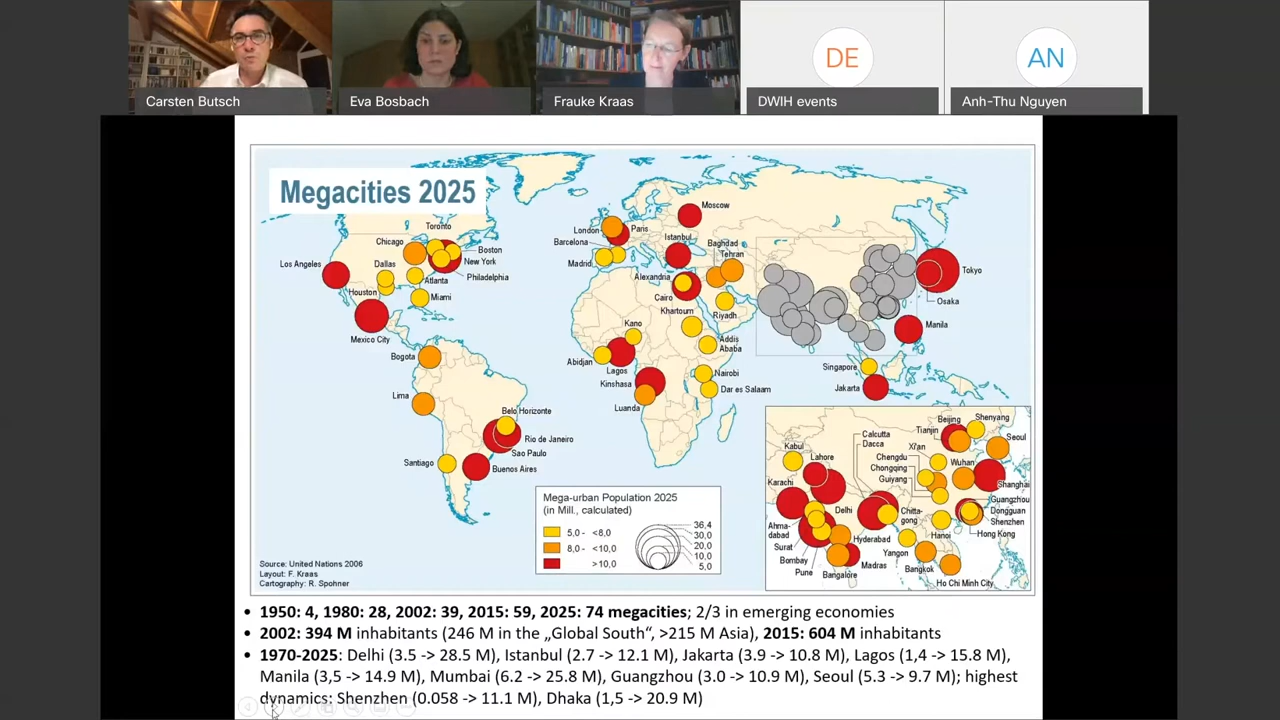 Carsten Butsch
Eva Bosbach
Frauke Kraas
DE
DWIH events
AN
Anh-Thu Nguyen
Megacities 2025
Toronto
Chicago
Boston
New York
Los Angeles
Dallas
Philadelphia
Atlanta
Houston
Miami
Mexico City
Bogota
Lima
Belo Horizonte
Rio de Janeiro
Sao Paulo
Santiago
Buenos Aires
Moscow
London
Paris
Barcelona
Istanbul
Madrid
Baghdad
Tehran
Alexandria
Cairo
Khartoum
Riyadh
Kano
Addis
Ababa
Abidjan
Lagos
Nairobi
Kinshasa
Dar es Salaam
Luanda
Tokyo
Osaka
Manila
Singapore
Jakarta
Beijing
Shenyang
Tianjin
Seoul
Calcutta
Dacca
Xi'an
Kabul
Lahore
Chengdu
Wuhan
Chongqing
Karachi
Guiyang
Shanghai
Guangzhou
Delhi
Chitta-
gong
Dongguan
Ahma-
dabad
Shenzhen
Hyderabad
Hanoi
Hong Kong
Surat
Bombay
Yangon
Pune
Madras
Bangkok
Bangalore
Ho Chi Minh City
Mega-urban Population 2025
(in Mill., calculated)
5,0 - <8,0
8,0 - <10,0
>10,0
36,4
30,0
20,0
10,0
5,0
Source: United Nations 2006
Layout: F. Kraas
Cartography: R. Spohner
• 1950: 4, 1980: 28, 2002: 39, 2015: 59, 2025: 74 megacities; 2/3 in emerging economies
• 2002: 394 M inhabitants (246 M in the „Global South“, >215 M Asia), 2015: 604 M inhabitants
• 1970-2025: Delhi (3.5 -> 28.5 M), Istanbul (2.7 -> 12.1 M), Jakarta (3.9 -> 10.8 M), Lagos (1,4 -> 15.8 M),
Manila (3,5 -> 14.9 M), Mumbai (6.2 -> 25.8 M), Guangzhou (3.0 -> 10.9 M), Seoul (5.3 -> 9.7 M); highest
dynamics: Shenzhen (0.058 -> 11.1 M), Dhaka (1,5 -> 20.9 M)